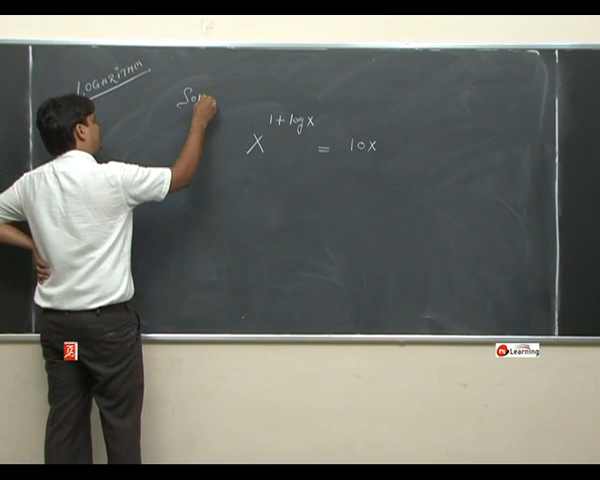 LOGARITHM
So
x^{1 + log x} = 10x
Learning